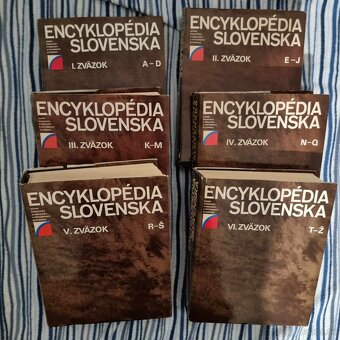 ENCYKLOPÉDIA
SLOVENSKA
I. ZVÄZOK A–D
ENCYKLOPÉDIA
SLOVENSKA
II. ZVÄZOK E–J
ENCYKLOPÉDIA
SLOVENSKA
III. ZVÄZOK K–M
ENCYKLOPÉDIA
SLOVENSKA
IV. ZVÄZOK N–Q
ENCYKLOPÉDIA
SLOVENSKA
V. ZVÄZOK R–Š
ENCYKLOPÉDIA
SLOVENSKA
VI. ZVÄZOK T–Ž